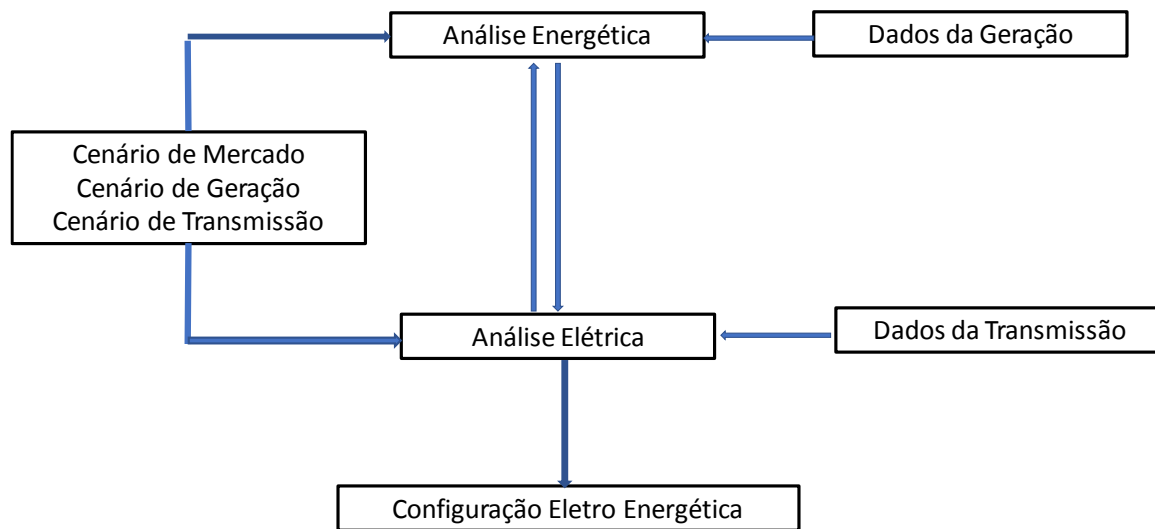 Análise Energética
Dados da Geração
Cenário de Mercado
Cenário de Geração
Cenário de Transmissão
Análise Elétrica
Dados da Transmissão
Configuração Eletro Energética